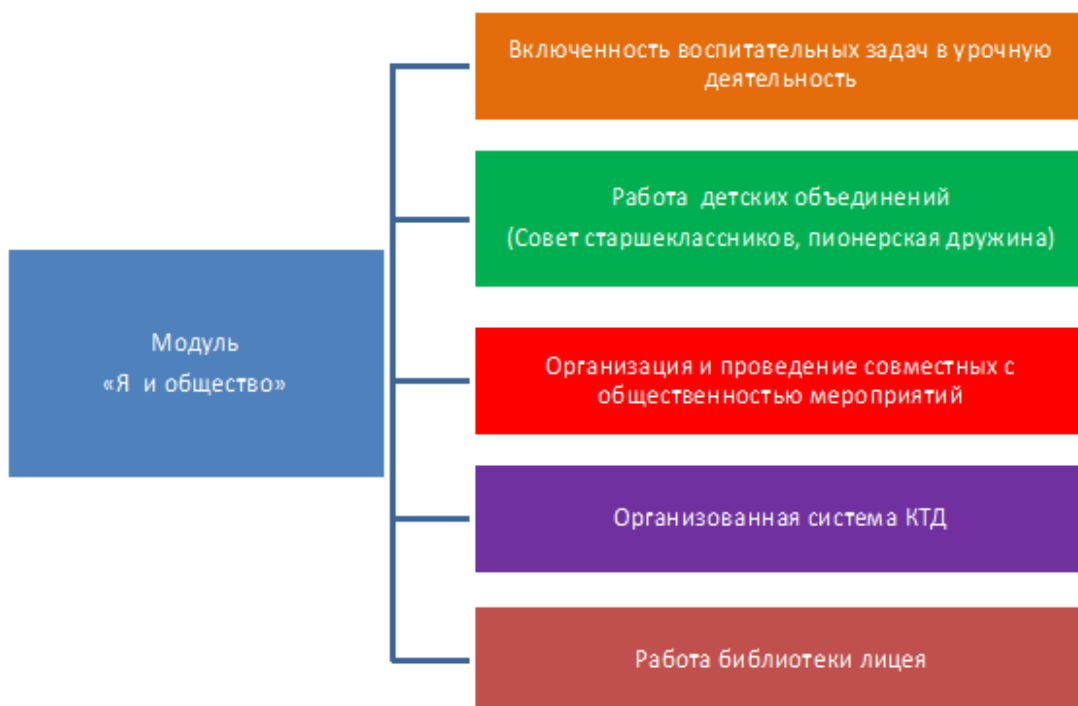 Включенность воспитательных задач в урочную
деятельность
Работа детских объединений
(Совет старшеклассников, пионерская дружина)
Модуль
«Я и общество»
Организация и проведение совместных с
общественностью мероприятий
Организованная система КТД
Работа библиотеки лицея